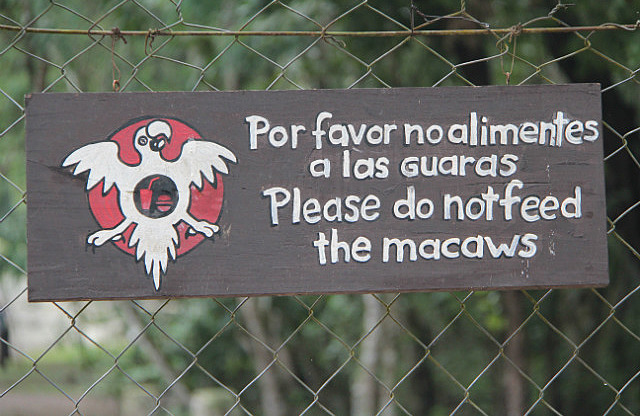 Por favor no alimentes
a las guaras
Please do not feed
the macaws